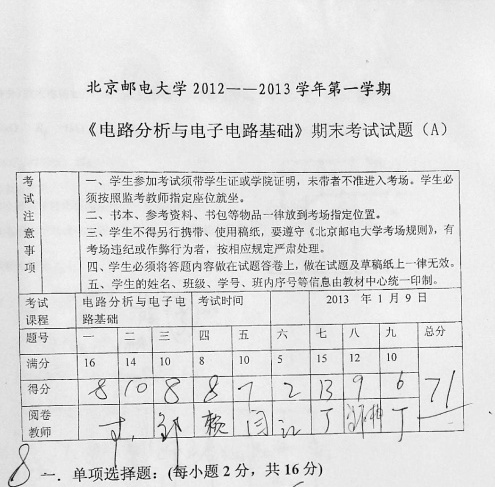 北京邮电大学2012——2013学年第一学期
《电路分析与电子电路基础》期末考试试题（A）
考试注意事项
一、学生参加考试须带学生证或学院证明，未带者不准进入考场。学生必
须按照监考教师指定座位就坐。
二、书本、参考资料、书包等物品一律放到考场指定位置。
三、学生不得另行携带、使用稿纸，要遵守《北京邮电大学考场规则》，有
考场违纪或作弊行为者，按相应规定严肃处理。
四、学生必须将答题内容做在试题答卷上，做在试题及草稿纸上一律无效。
五、学生的姓名、班级、学号、班内序号等信息由教材中心统一印制。
考试课程 电路分析与电子电路基础 考试时间 2013 年 1 月 9 日
题号 一 二 三 四 五 六 七 八 九 总分
满分 16 14 10 8 10 5 15 12 10
得分 8 10 8 8 7 2 13 9 6 71
阅卷教师 邹 赖 闫 江 丁 丁
8 一．单项选择题：(每小题 2 分，共 16 分)